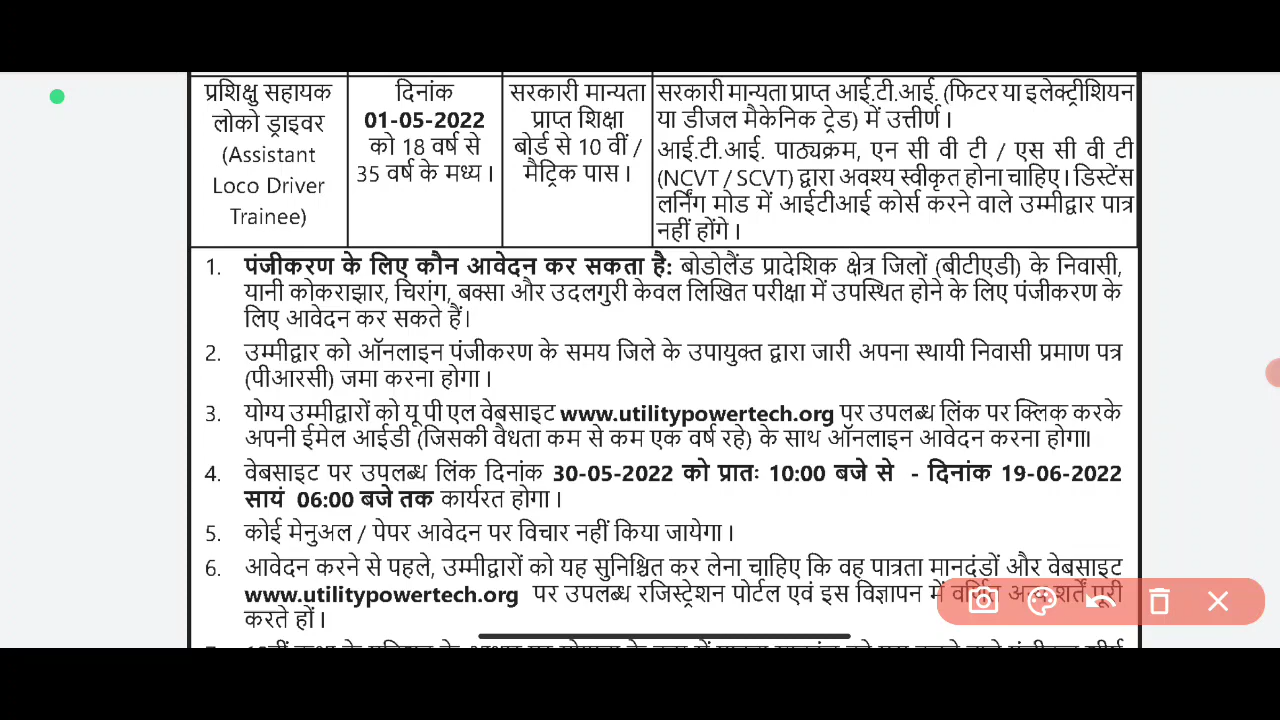 प्रशिक्षु सहायक
लोको ड्राइवर
(Assistant
Loco Driver
Trainee)
दिनांक
01-05-2022
को 18 वर्ष से
35 वर्ष के मध्य ।
सरकारी मान्यता
प्राप्त शिक्षा
बोर्ड से 10 वीं /
मैट्रिक पास ।
सरकारी मान्यता प्राप्त आई.टी.आई. (फिटर या इलेक्ट्रीशियन
या डीजल मैकेनिक ट्रेड) में उत्तीर्ण ।
आई.टी.आई. पाठ्यक्रम, एन सी वी टी / एस सी वी टी
(NCVT / SCVT) द्वारा अवश्य स्वीकृत होना चाहिए । डिस्टेंस
लर्निंग मोड में आईटीआई कोर्स करने वाले उम्मीद्वार पात्र
नहीं होंगे ।
1. पंजीकरण के लिए कौन आवेदन कर सकता है: बोडोलैंड प्रादेशिक क्षेत्र जिलों (बीटीएडी) के निवासी,
यानी कोकराझार, चिरांग, बक्सा और उदलगुरी केवल लिखित परीक्षा में उपस्थित होने के लिए पंजीकरण के
लिए आवेदन कर सकते हैं।
2. उम्मीद्वार को ऑनलाइन पंजीकरण के समय जिले के उपायुक्त द्वारा जारी अपना स्थायी निवासी प्रमाण पत्र
(पीआरसी) जमा करना होगा ।
3. योग्य उम्मीद्वारों को यू पी एल वेबसाइट www.utilitypowertech.org पर उपलब्ध लिंक पर क्लिक करके
अपनी ईमेल आईडी (जिसकी वैधता कम से कम एक वर्ष रहे) के साथ ऑनलाइन आवेदन करना होगा।
4. वेबसाइट पर उपलब्ध लिंक दिनांक 30-05-2022 को प्रातः 10:00 बजे से - दिनांक 19-06-2022
सायं 06:00 बजे तक कार्यरत होगा ।
5. कोई मेनुअल / पेपर आवेदन पर विचार नहीं किया जायेगा ।
6. आवेदन करने से पहले, उम्मीद्वारों को यह सुनिश्चित कर लेना चाहिए कि वह पात्रता मानदंडों और वेबसाइट
www.utilitypowertech.org पर उपलब्ध रजिस्ट्रेशन पोर्टल एवं इस विज्ञापन में वर्णित अन्य शर्तें पूरी
करते हों ।